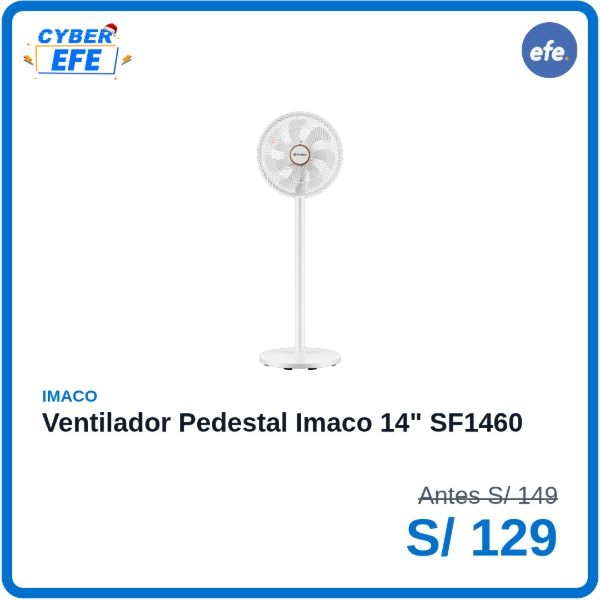 CYBER
EFE
efe.
IMACO
Ventilador Pedestal Imaco 14" SF1460
Antes S/ 149
S/ 129